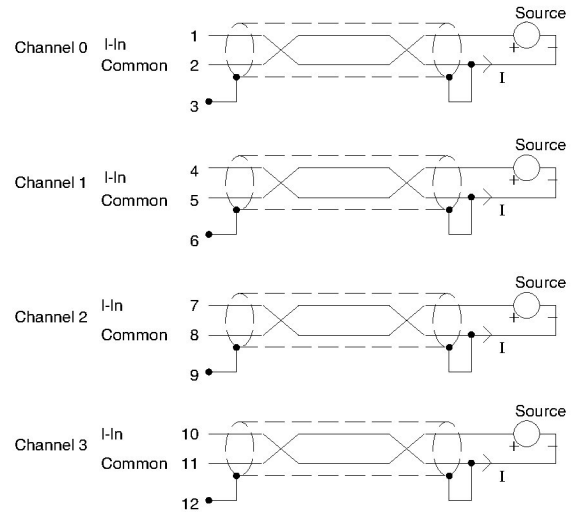 Source
Channel 0 I-In 1 + –
Common 2 I
3
Source
Channel 1 I-In 4 + –
Common 5 I
6
Source
Channel 2 I-In 7 + –
Common 8 I
9
Source
Channel 3 I-In 10 + –
Common 11 I
12